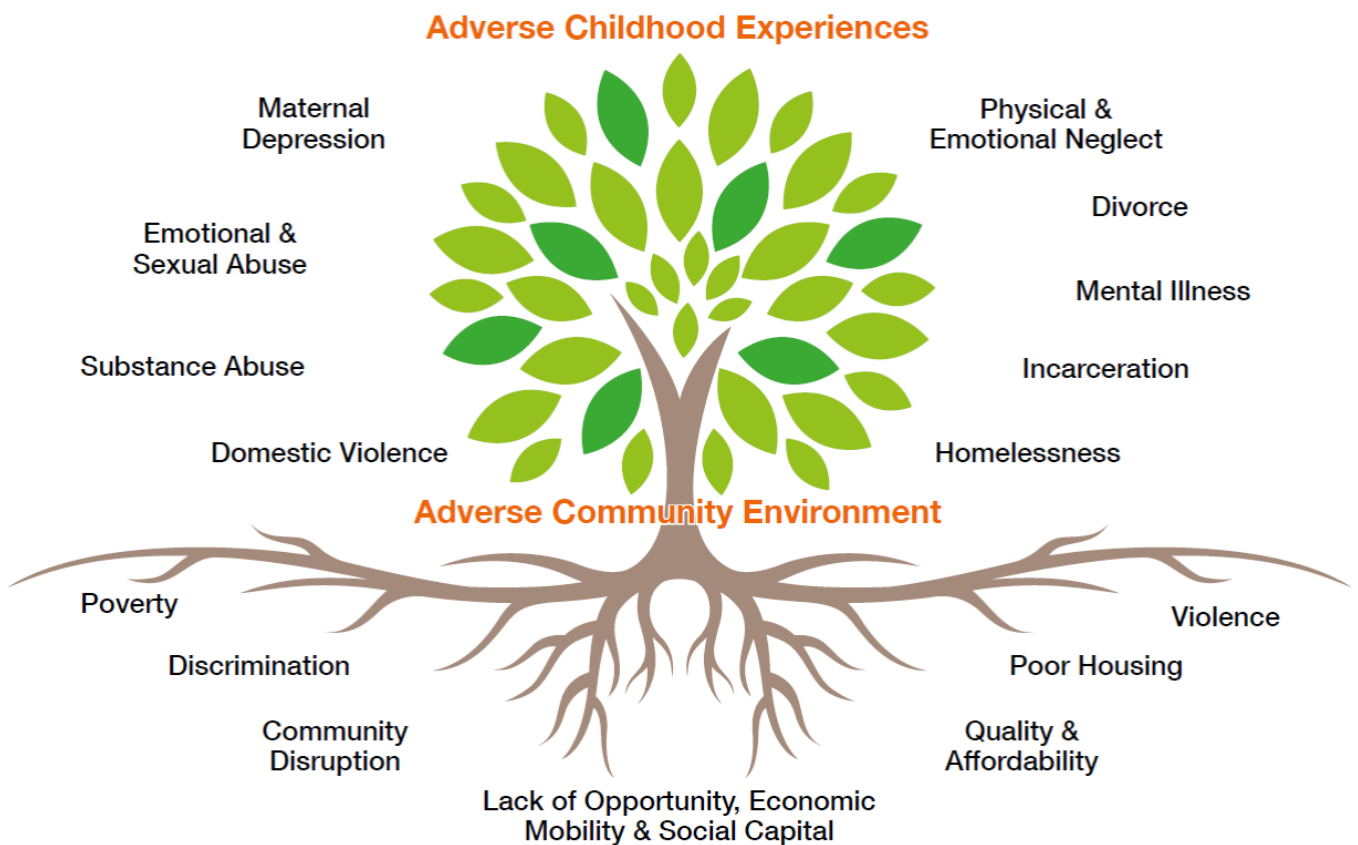 Adverse Childhood Experiences
Maternal
Depression
Physical &
Emotional Neglect
Divorce
Emotional &
Sexual Abuse
Mental Illness
Substance Abuse
Incarceration
Domestic Violence
Homelessness
Adverse Community Environment
Poverty
Violence
Discrimination
Poor Housing
Community
Disruption
Quality &
Affordability
Lack of Opportunity, Economic
Mobility & Social Capital